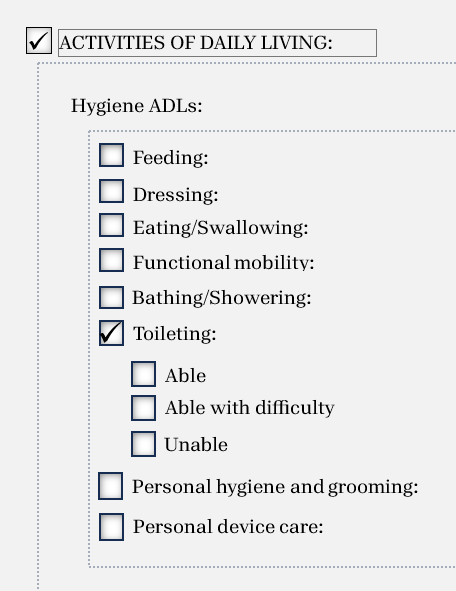 ACTIVITIES OF DAILY LIVING:
Hygiene ADLs:
Feeding:
Dressing:
Eating/Swallowing:
Functional mobility:
Bathing/Showering:
Toileting:
Able
Able with difficulty
Unable
Personal hygiene and grooming:
Personal device care: